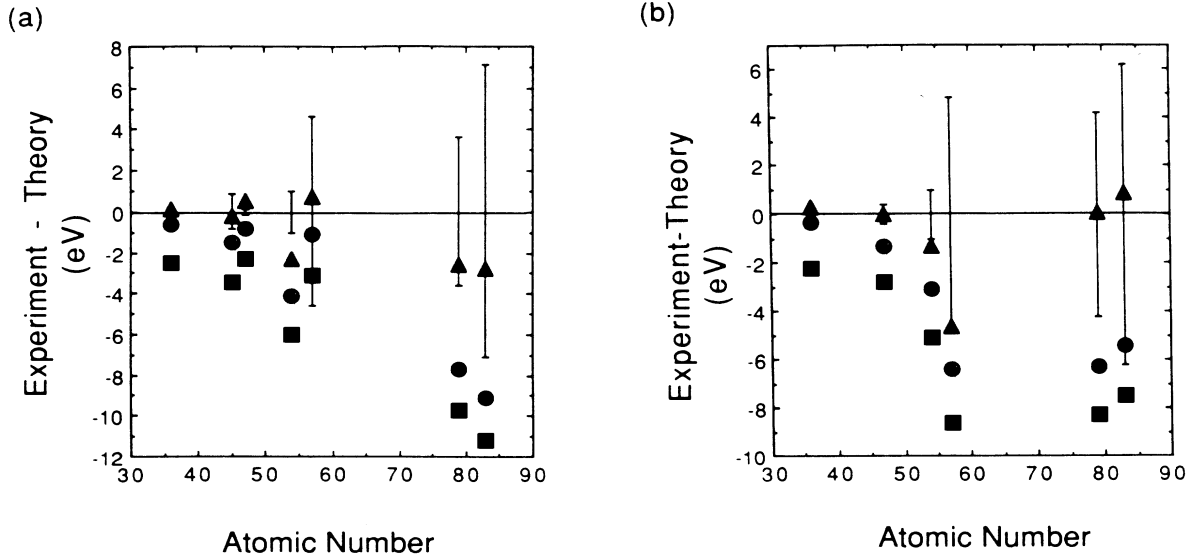 (a)
8
6
4
2
0
-2
-4
-6
-8
-10
-12
30 40 50 60 70 80 90
Experiment - Theory
(eV)
Atomic Number
(b)
6
4
2
0
-2
-4
-6
-8
-10
30 40 50 60 70 80 90
Experiment-Theory
(eV)
Atomic Number